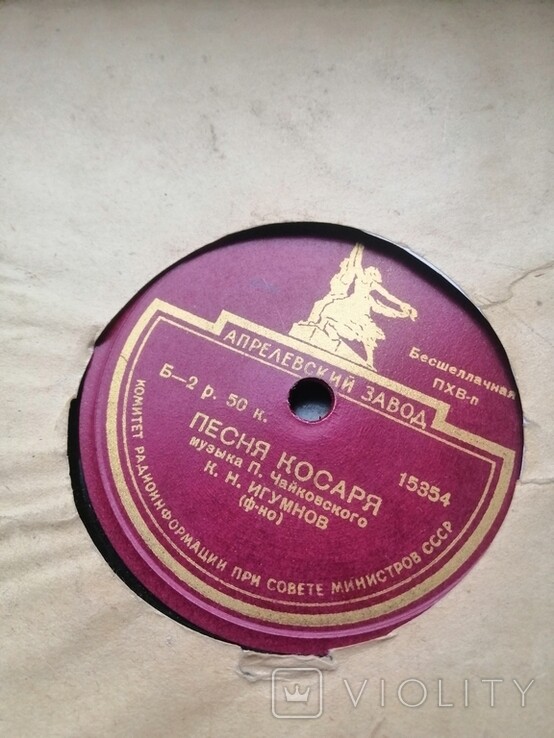 АПРЕЛЕВСКИЙ ЗАВОД
Бесшеллачная
ПХВ-п
Б—2 р. 50 к.
15354
ПЕСНЯ КОСАРЯ
музыка П. Чайковского
К. Н. ИГУМНОВ
(ф-но)
КОМИТЕТ РАДИОИНФОРМАЦИИ ПРИ СОВЕТЕ МИНИСТРОВ СССР
VIOLITY